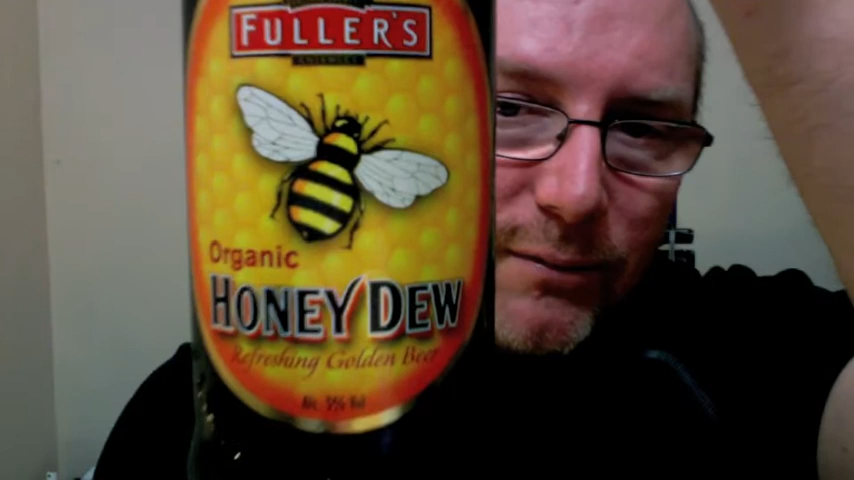 FULLER'S
Organic
HONEY DEW
Refreshing Golden Beer
Alc. 5% Vol